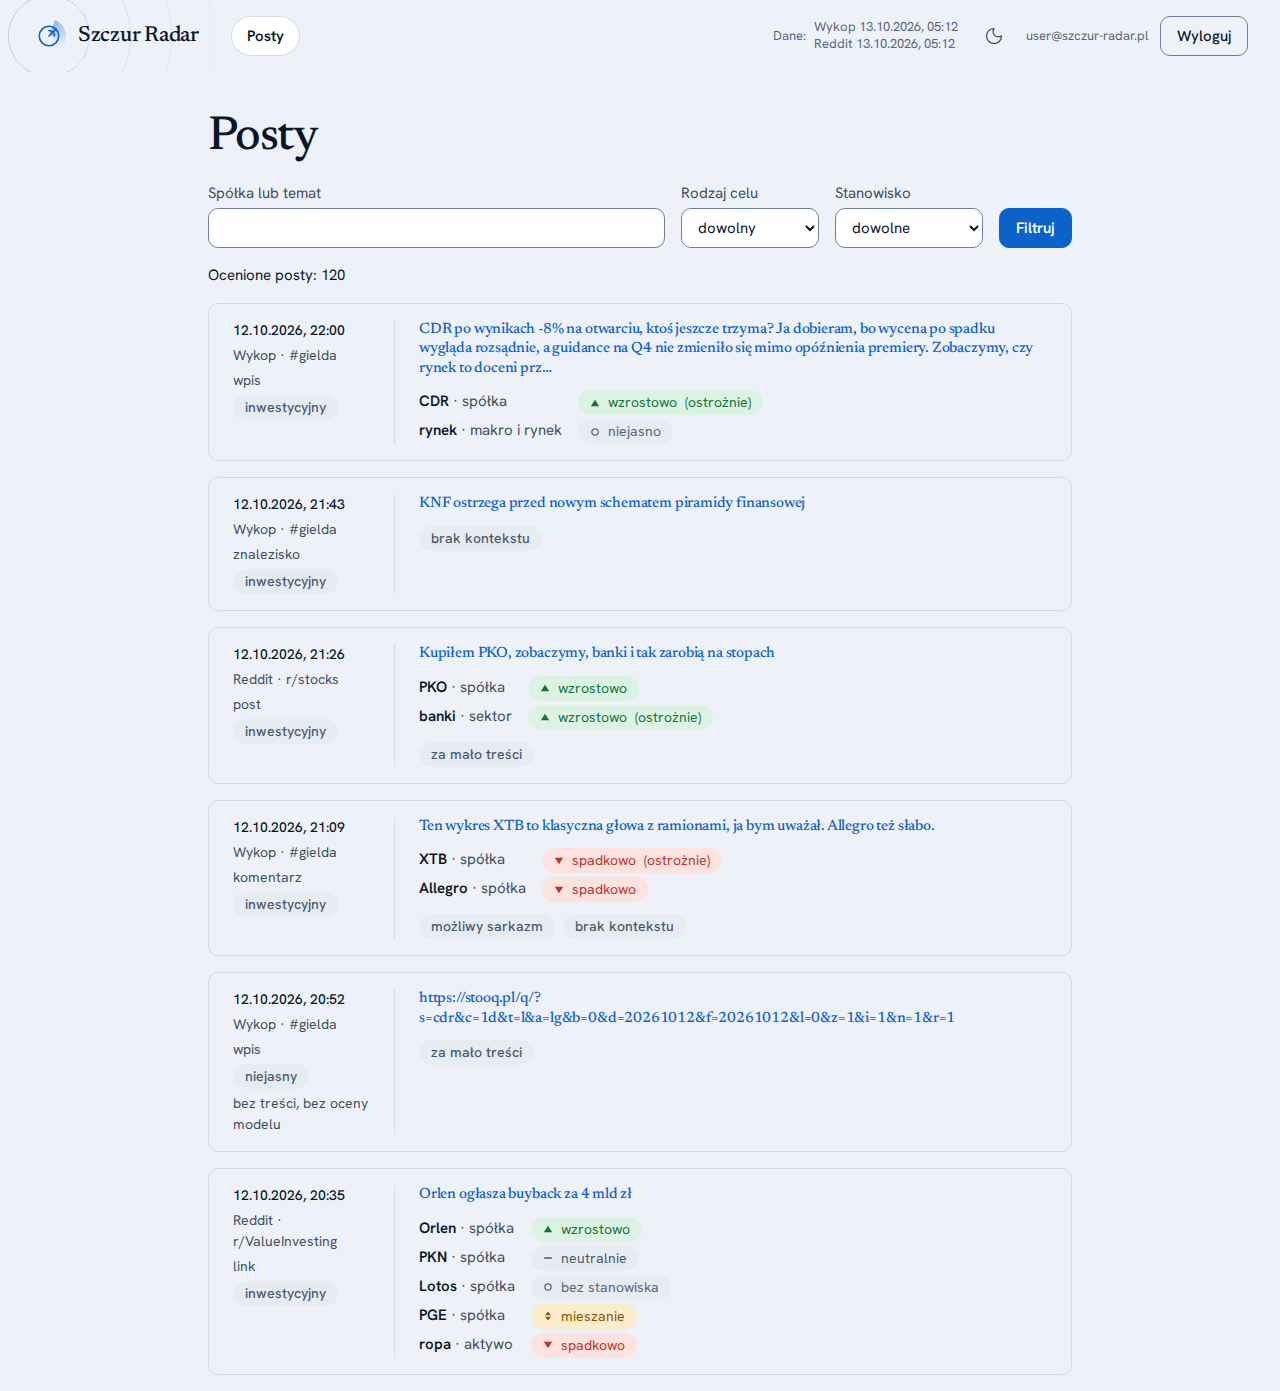 Szczur Radar
Posty
Dane:
Wykop 13.10.2026, 05:12
Reddit 13.10.2026, 05:12
user@szczur-radar.pl
Wyloguj
Posty
Spółka lub temat
Rodzaj celu
Stanowisko
dowolny
dowolne
Filtruj
Ocenione posty: 120
12.10.2026, 22:00
Wykop · #gielda
wpis
inwestycyjny
CDR po wynikach -8% na otwarciu, ktoś jeszcze trzyma? Ja dobieram, bo wycena po spadku
wygląda rozsądnie, a guidance na Q4 nie zmieniło się mimo opóźnienia premiery. Zobaczymy, czy
rynek to doceni prz...
CDR · spółka
wzrostowo (ostrożnie)
rynek · makro i rynek
niejasno
12.10.2026, 21:43
Wykop · #gielda
znalezisko
inwestycyjny
KNF ostrzega przed nowym schematem piramidy finansowej
brak kontekstu
12.10.2026, 21:26
Reddit · r/stocks
post
inwestycyjny
Kupiłem PKO, zobaczymy, banki i tak zarobią na stopach
PKO · spółka
wzrostowo
banki · sektor
wzrostowo (ostrożnie)
za mało treści
12.10.2026, 21:09
Wykop · #gielda
komentarz
inwestycyjny
Ten wykres XTB to klasyczna głowa z ramionami, ja bym uważał. Allegro też słabo.
XTB · spółka
spadkowo (ostrożnie)
Allegro · spółka
spadkowo
możliwy sarkazm
brak kontekstu
12.10.2026, 20:52
Wykop · #gielda
wpis
niejasny
bez treści, bez oceny
modelu
https://stooq.pl/q/?
s=cdr&c=1d&t=l&a=lg&b=0&d=20261012&f=20261012&l=0&z=1&i=1&n=1&r=1
za mało treści
12.10.2026, 20:35
Reddit ·
r/ValueInvesting
link
inwestycyjny
Orlen ogłasza buyback za 4 mld zł
Orlen · spółka
wzrostowo
PKN · spółka
neutralnie
Lotos · spółka
bez stanowiska
PGE · spółka
mieszanie
ropa · aktywo
spadkowo